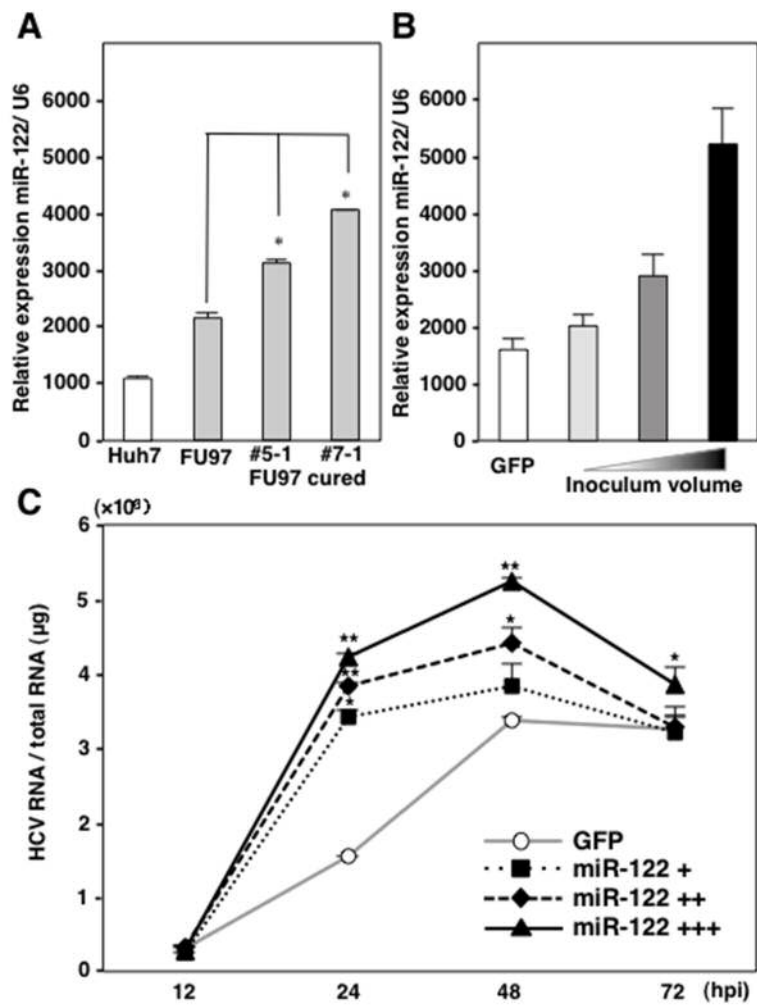 A
Relative expression miR-122/ U6
6000
5000
4000
3000
2000
1000
0
*
*
Huh7
FU97
#5-1
#7-1
FU97 cured
B
Relative expression miR-122/ U6
6000
5000
4000
3000
2000
1000
0
GFP
Inoculum volume
C
(×10⁸)
HCV RNA / total RNA (μg)
6
5
4
3
2
1
0
★★
★★
★
★★
★
★
GFP
miR-122 +
miR-122 ++
miR-122 +++
12
24
48
72
(hpi)